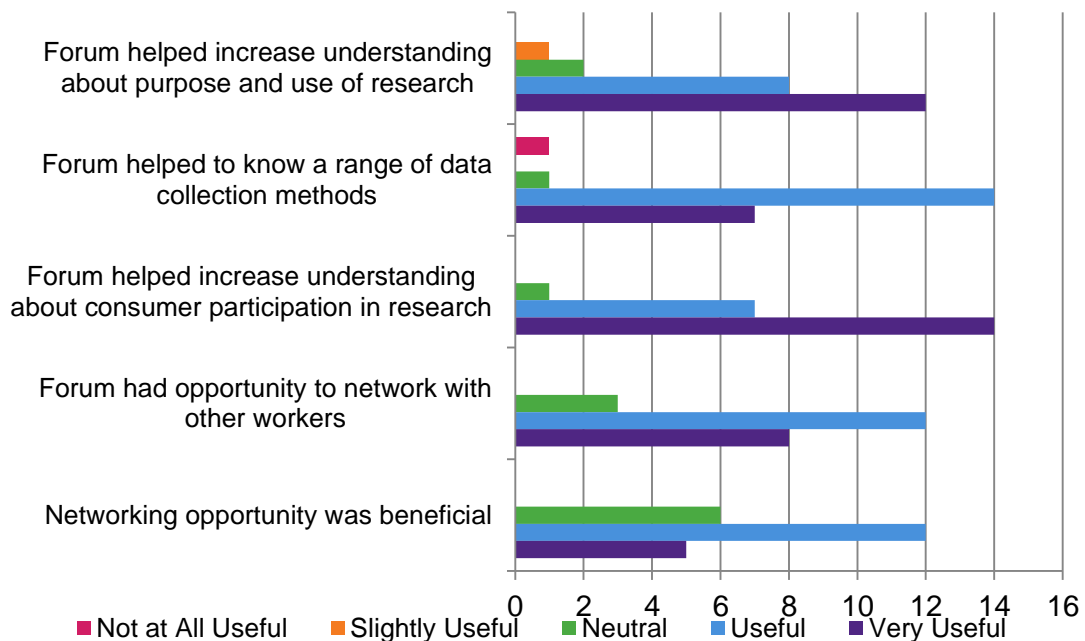 Forum helped increase understanding
about purpose and use of research
Forum helped to know a range of data
collection methods
Forum helped increase understanding
about consumer participation in research
Forum had opportunity to network with
other workers
Networking opportunity was beneficial
0 2 4 6 8 10 12 14 16
Not at All Useful Slightly Useful Neutral Useful Very Useful